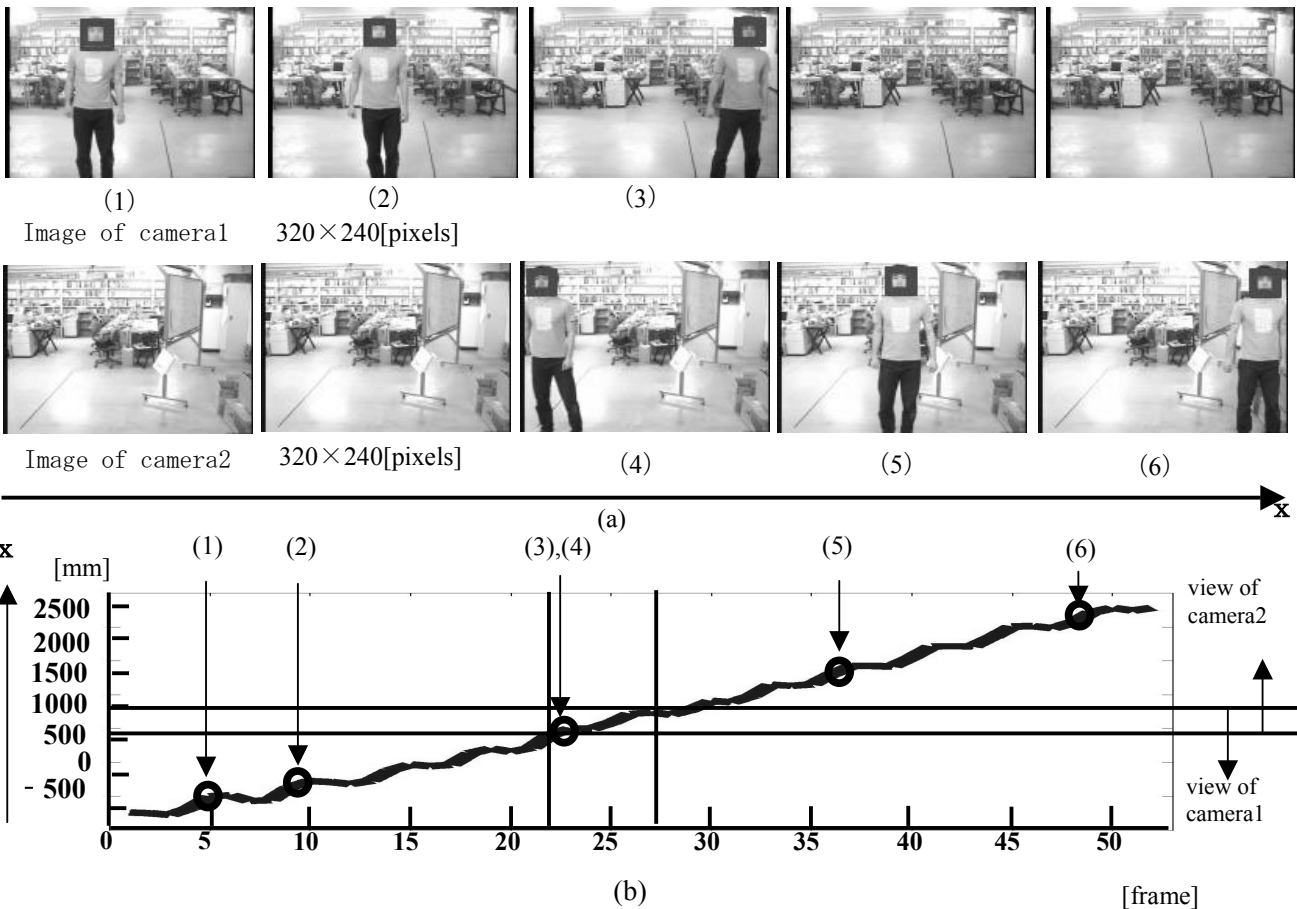 (1) (2) (3)
Image of camera1 320×240[pixels]
Image of camera2 320×240[pixels] (4) (5) (6)
x
(a)
x (1) (2) (3),(4) (5) (6)
[mm]
view of
camera2
2500
2000
1500
1000
500
0
- 500
view of
camera1
0 5 10 15 20 25 30 35 40 45 50
(b)
[frame]